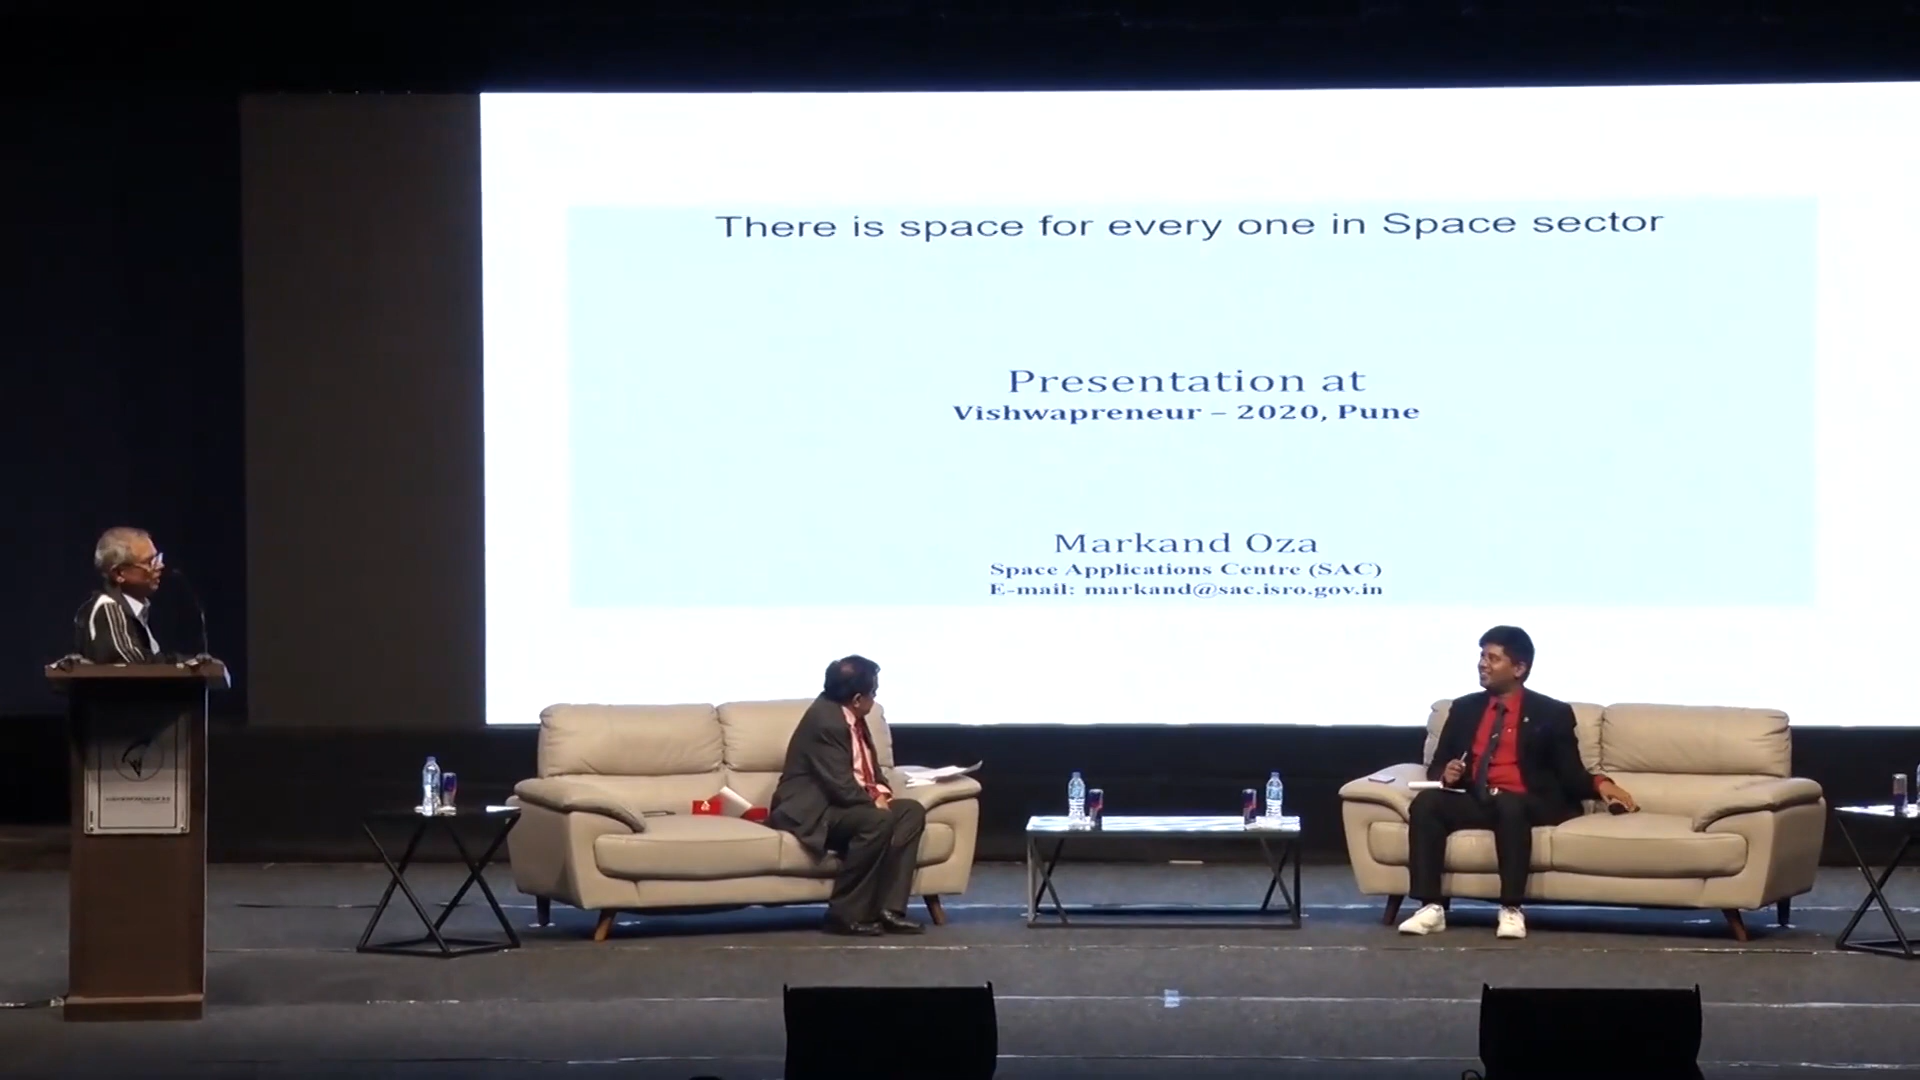 There is space for every one in Space sector
Presentation at
Vishwapreneur – 2020, Pune
Markand Oza
Space Applications Centre (SAC)
E-mail: markand@sac.isro.gov.in